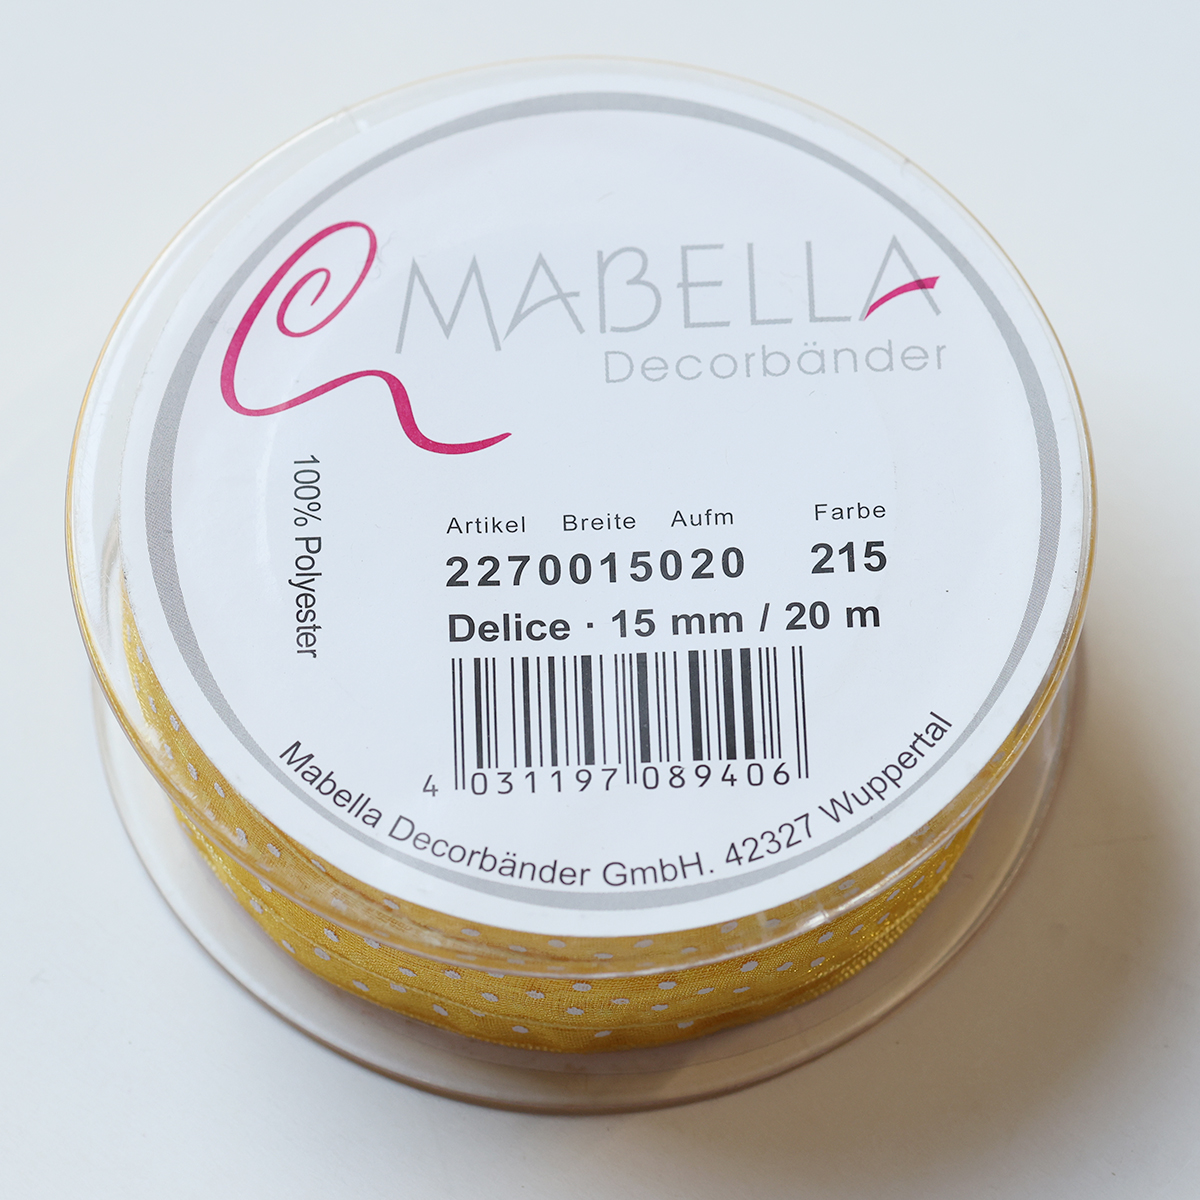 MABELLA
Decorbänder
100% Polyester
Artikel Breite Aufm Farbe
2270015020 215
Delice · 15 mm / 20 m
4 031197 089406
Mabella Decorbänder GmbH. 42327 Wuppertal